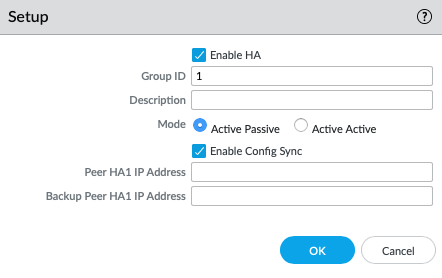 Setup
?
Enable HA
Group ID 1
Description
Mode Active Passive Active Active
Enable Config Sync
Peer HA1 IP Address
Backup Peer HA1 IP Address
OK Cancel